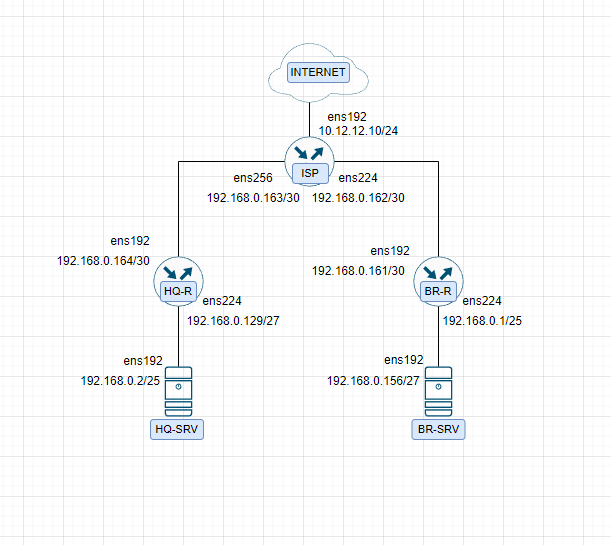 INTERNET
ens192
10.12.12.10/24
ISP
ens256
ens224
192.168.0.163/30
192.168.0.162/30
ens192
192.168.0.164/30
ens192
192.168.0.161/30
HQ-R
BR-R
ens224
192.168.0.129/27
ens224
192.168.0.1/25
ens192
192.168.0.2/25
ens192
192.168.0.156/27
HQ-SRV
BR-SRV